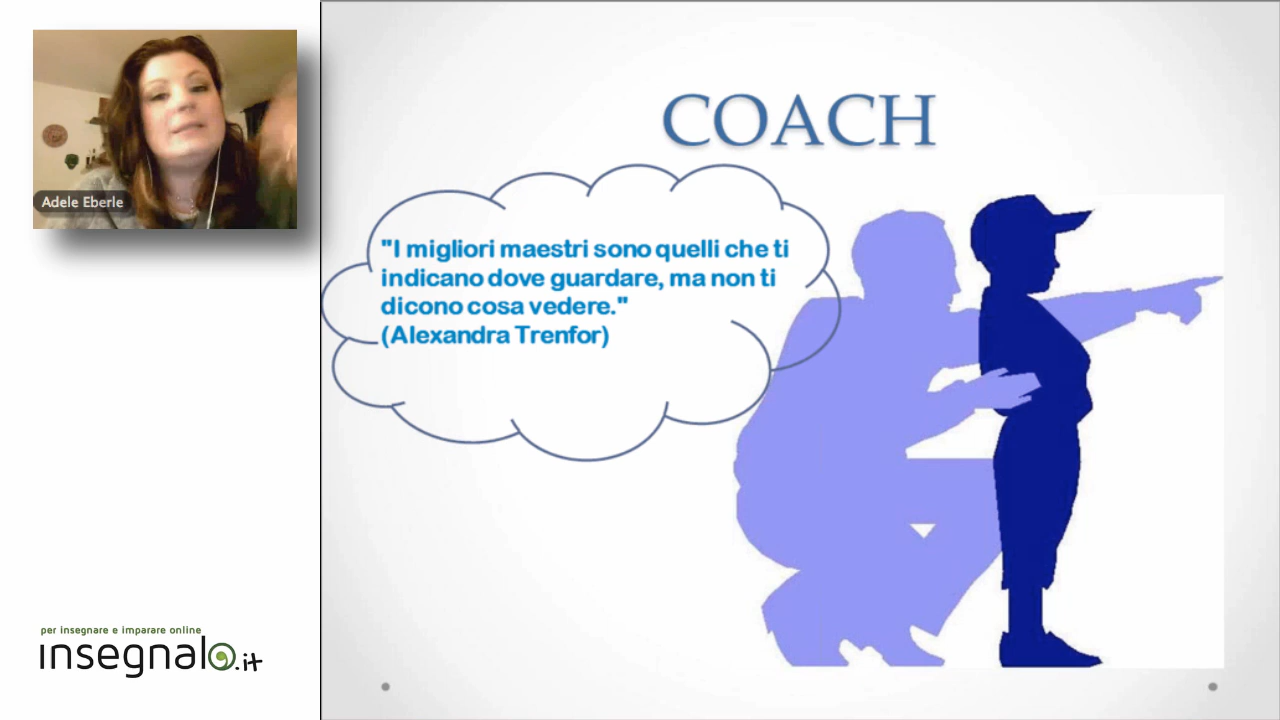 Adele Eberle
COACH
"I migliori maestri sono quelli che ti
indicano dove guardare, ma non ti
dicono cosa vedere."
(Alexandra Trenfor)
per insegnare e imparare online
insegnalo.it